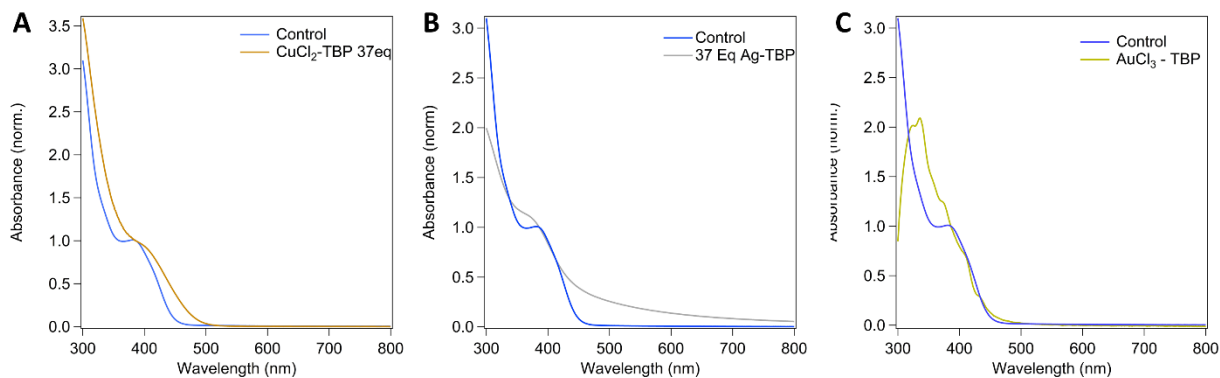 A
Control
CuCl₂-TBP 37eq
3.5
3.0
2.5
2.0
1.5
1.0
0.5
0.0
Absorbance (norm.)
300 400 500 600 700 800
Wavelength (nm)
B
Control
37 Eq Ag-TBP
3.0
2.5
2.0
1.5
1.0
0.5
0.0
Absorbance (norm.)
300 400 500 600 700 800
Wavelength (nm)
C
Control
AuCl₃ - TBP
3.0
2.5
2.0
1.5
1.0
0.5
0.0
Absorbance (norm.)
300 400 500 600 700 800
Wavelength (nm)